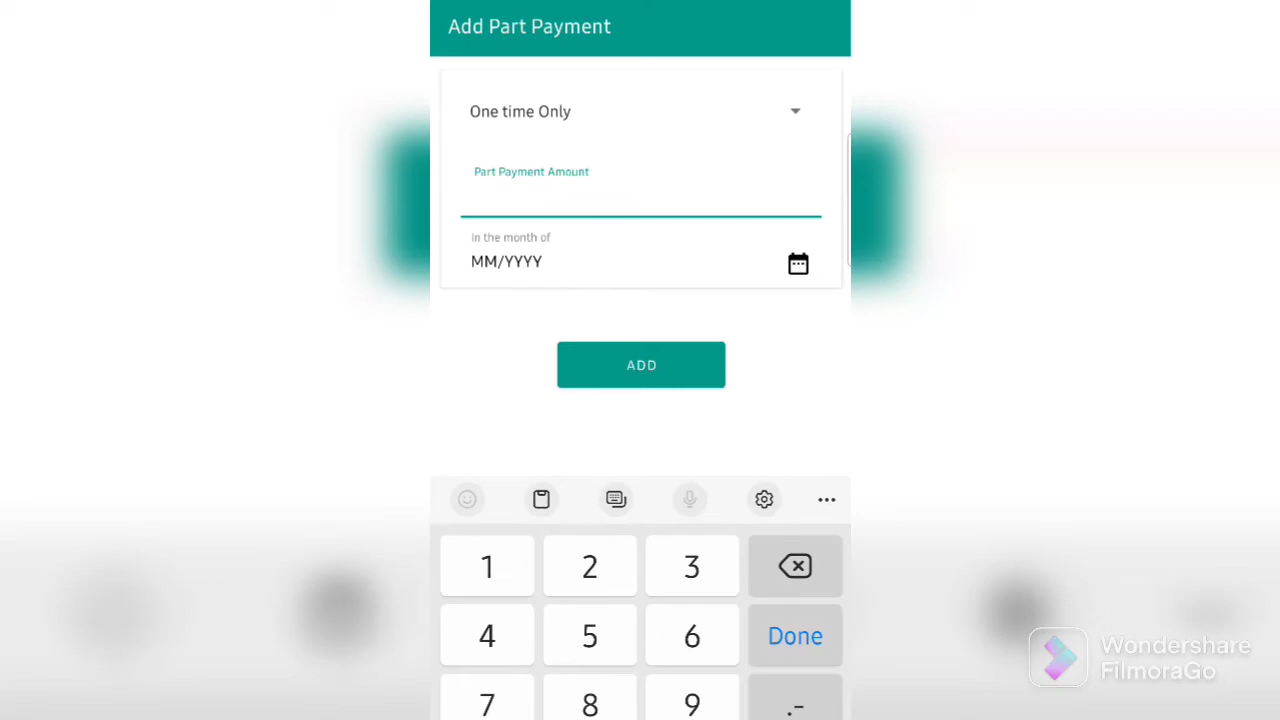 Add Part Payment
One time Only
Part Payment Amount
In the month of
MM/YYYY
ADD
1 2 3
4 5 6 Done
7 8 9 .-
Wondershare
FilmoraGo